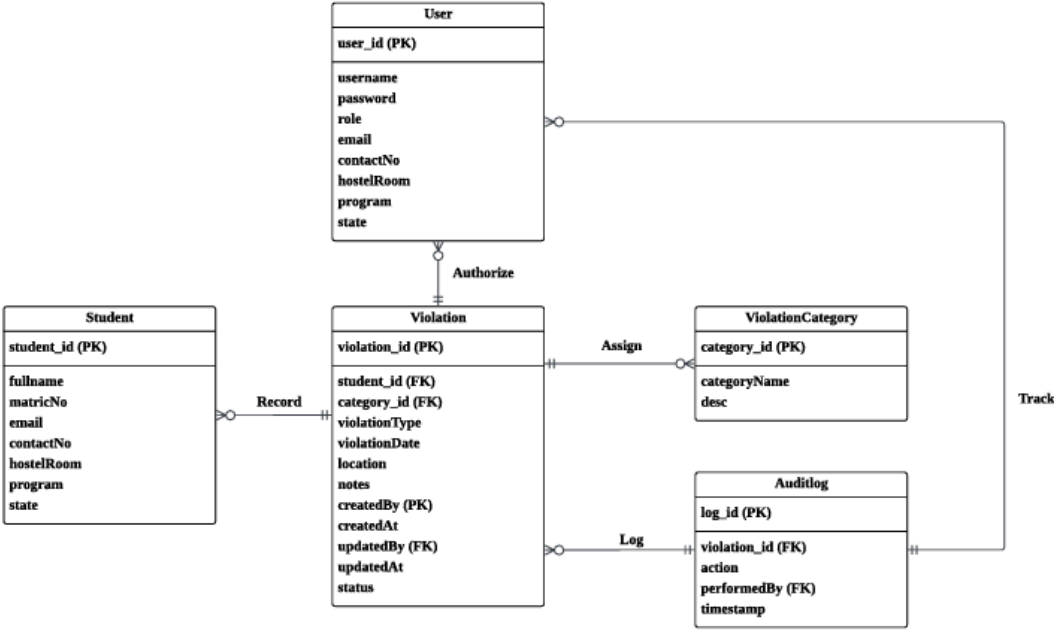 User
user_id (PK)
username
password
role
email
contactNo
hostelRoom
program
state
Authorize
Student
student_id (PK)
fullname
matricNo
email
contactNo
hostelRoom
program
state
Record
Violation
violation_id (PK)
student_id (FK)
category_id (FK)
violationType
violationDate
location
notes
createdBy (PK)
createdAt
updatedBy (FK)
updatedAt
status
Assign
ViolationCategory
category_id (PK)
categoryName
desc
Track
Log
Auditlog
log_id (PK)
violation_id (FK)
action
performedBy (FK)
timestamp